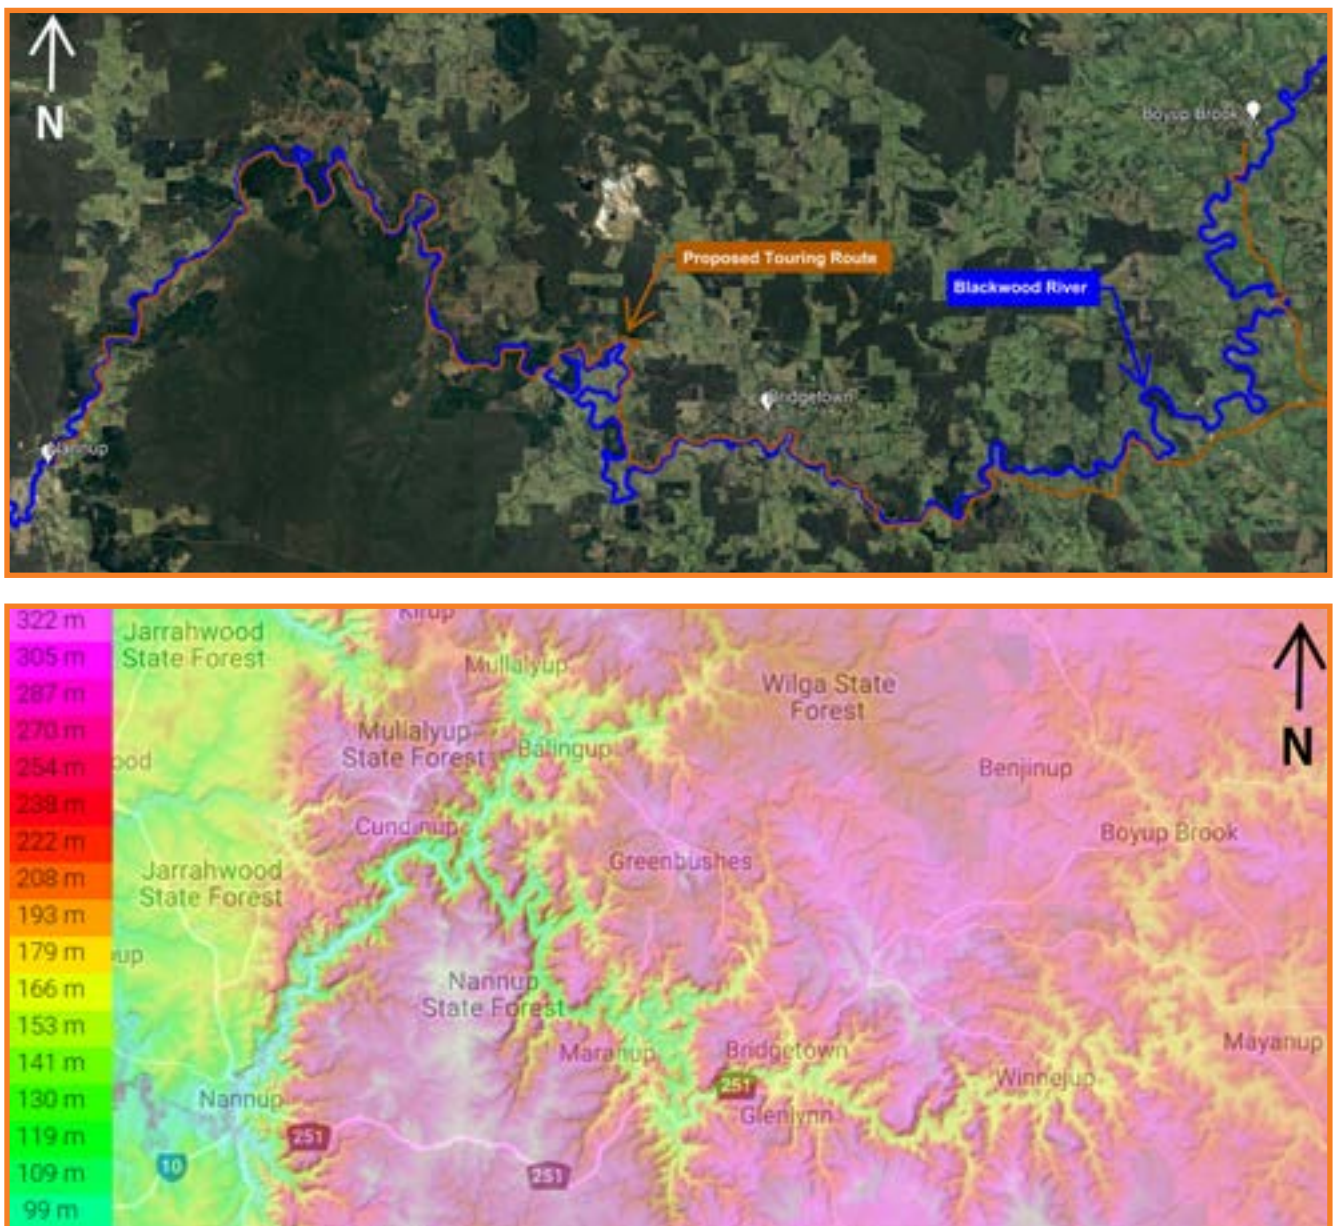 N
Boyup Brook
Proposed Touring Route
Blackwood River
Bridgetown
Nannup
322 m
305 m
287 m
270 m
254 m
238 m
222 m
208 m
193 m
179 m
166 m
153 m
141 m
130 m
119 m
109 m
99 m
Kirup
Jarrahwood
State Forest
Mullalyup
Wilga State
Forest
N
Mullalyup
State Forest
Balingup
ood
Benjinup
Cundinup
Boyup Brook
Greenbushes
Jarrahwood
State Forest
up
Nannup
State Forest
Maranup
Bridgetown
Mayanup
Winnejup
251
Glenlynn
Nannup
251
10
251